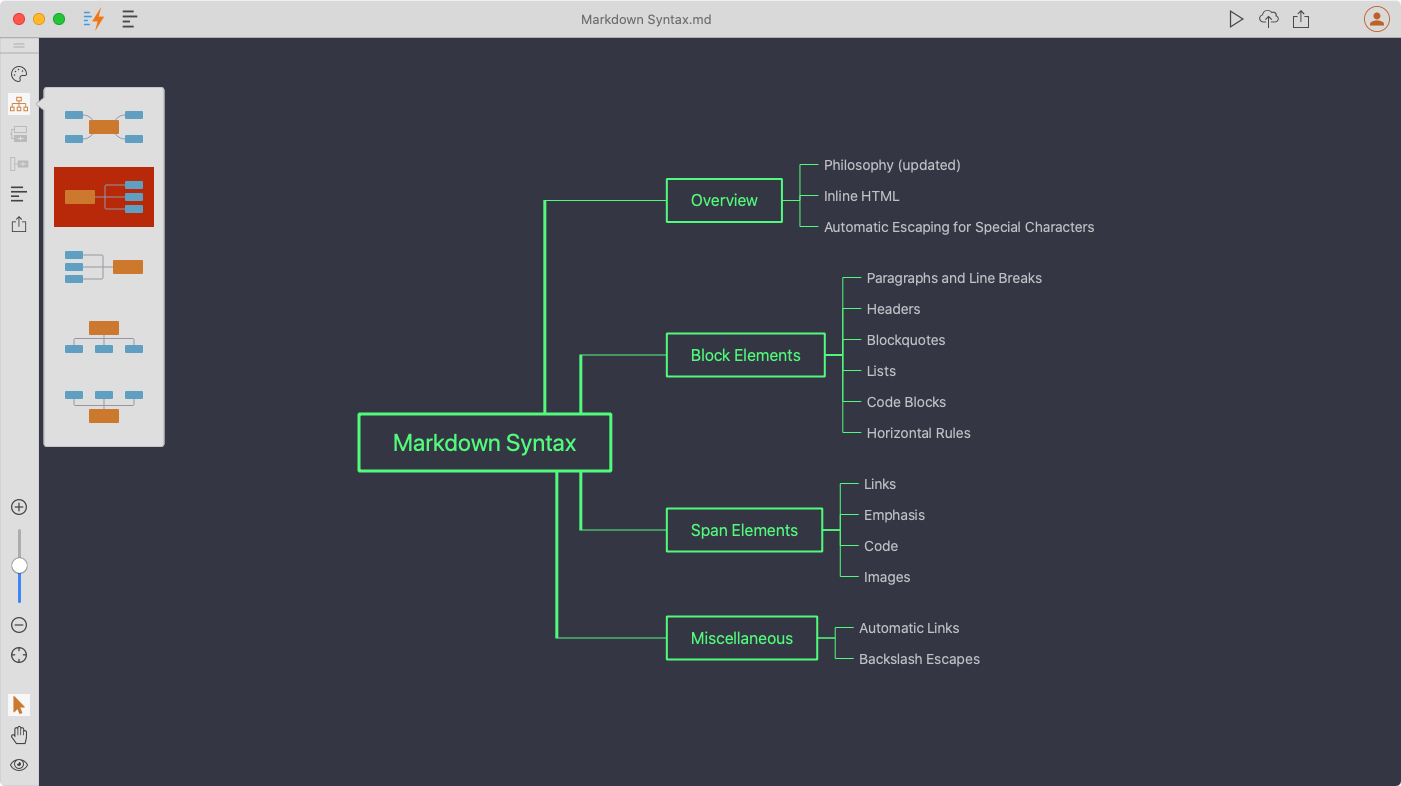 Markdown Syntax.md
Markdown Syntax
Overview
Philosophy (updated)
Inline HTML
Automatic Escaping for Special Characters
Block Elements
Paragraphs and Line Breaks
Headers
Blockquotes
Lists
Code Blocks
Horizontal Rules
Span Elements
Links
Emphasis
Code
Images
Miscellaneous
Automatic Links
Backslash Escapes